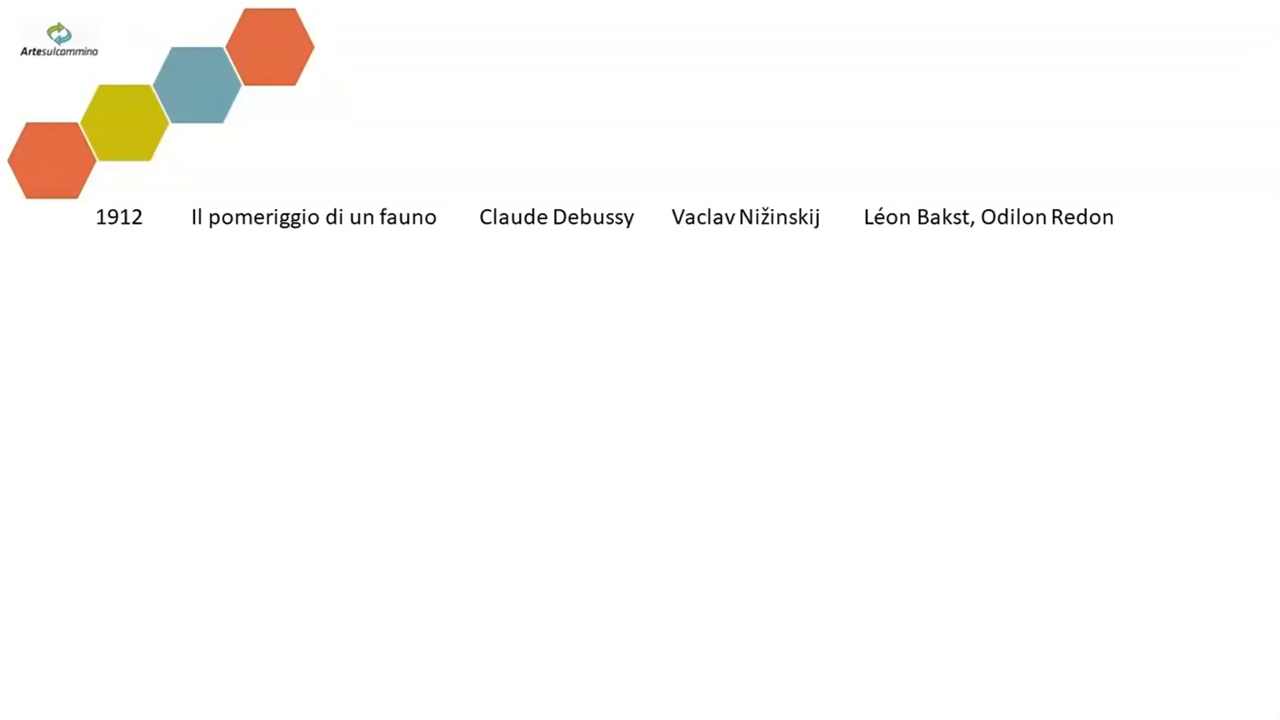 Artesulcammino
1912 Il pomeriggio di un fauno Claude Debussy Vaclav Nižinskij Léon Bakst, Odilon Redon